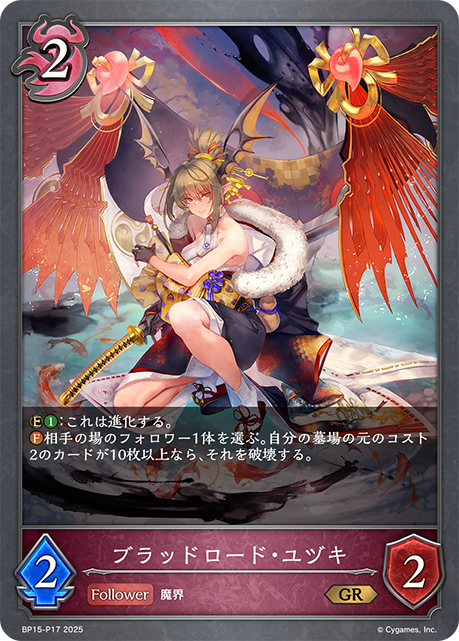 2
E 1：これは進化する。
F 相手の場のフォロワー1体を選ぶ。自分の墓場の元のコスト
2のカードが10枚以上なら、それを破壊する。
ブラッドロード・ユヅキ
2
Follower 魔界
GR
2
BP15-P17 2025
© Cygames, Inc.